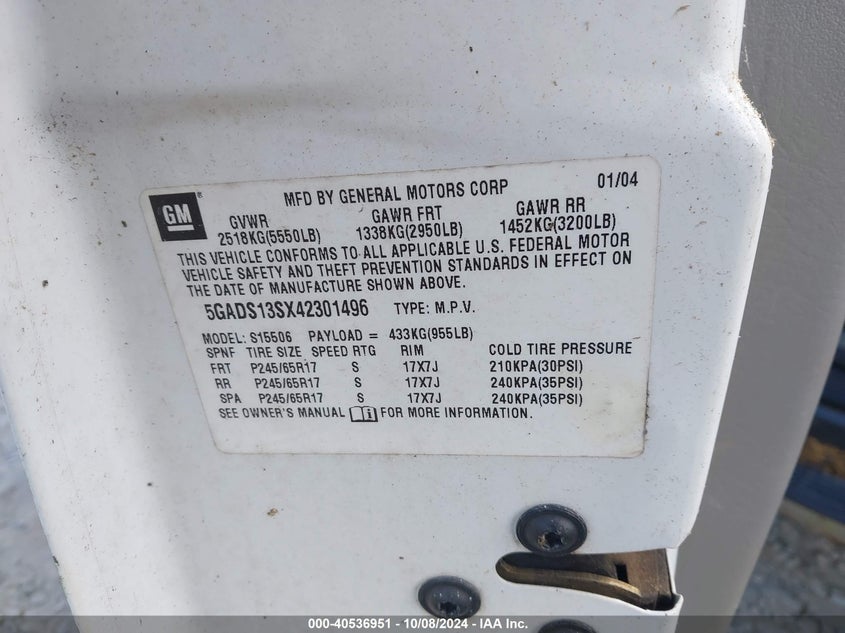 GM ® MFD BY GENERAL MOTORS CORP 01/04
GVWR GAWR FRT GAWR RR
2518KG(5550LB) 1338KG(2950LB) 1452KG(3200LB)
THIS VEHICLE CONFORMS TO ALL APPLICABLE U.S. FEDERAL MOTOR
VEHICLE SAFETY AND THEFT PREVENTION STANDARDS IN EFFECT ON
THE DATE OF MANUFACTURE SHOWN ABOVE.
5GADS13SX42301496 TYPE: M.P.V.
MODEL: S15506 PAYLOAD = 433KG(955LB)
SPNF TIRE SIZE SPEED RTG RIM COLD TIRE PRESSURE
FRT P245/65R17 S 17X7J 210KPA(30PSI)
RR P245/65R17 S 17X7J 240KPA(35PSI)
SPA P245/65R17 S 17X7J 240KPA(35PSI)
SEE OWNER'S MANUAL i FOR MORE INFORMATION.
000-40536951 - 10/08/2024 - IAA Inc.